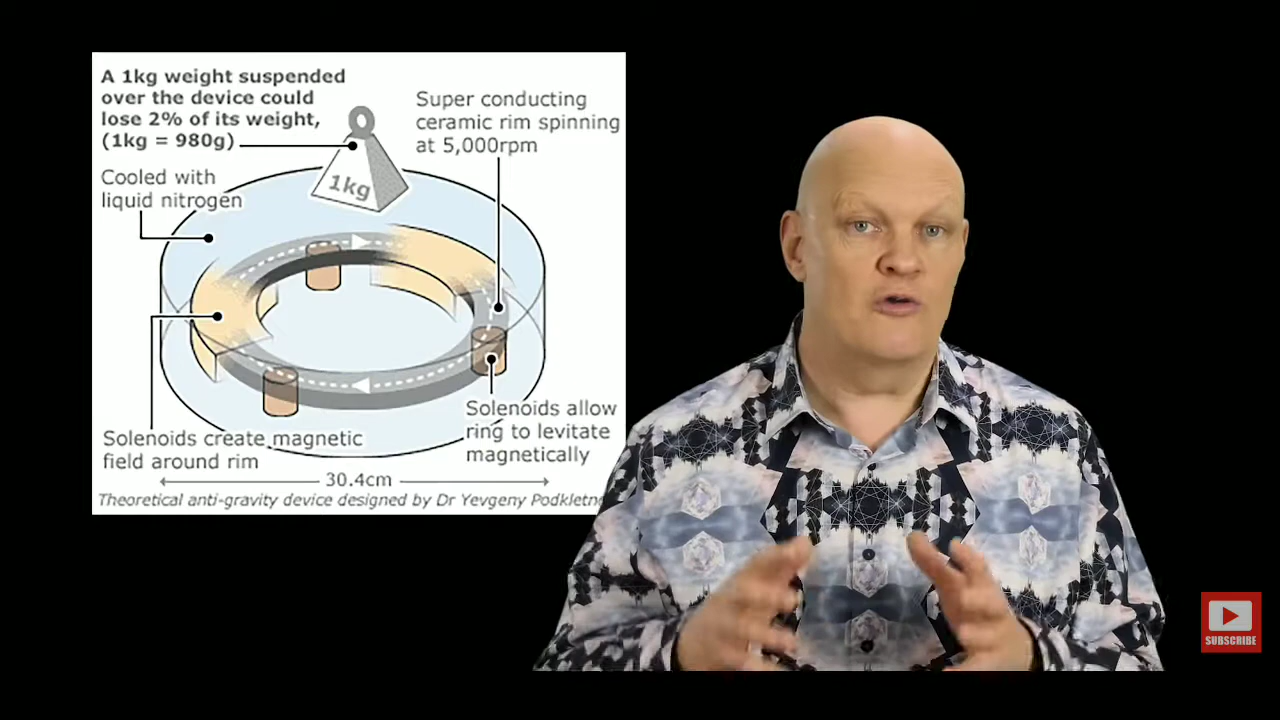 A 1kg weight suspended
over the device could
lose 2% of its weight,
(1kg = 980g)
Super conducting
ceramic rim spinning
at 5,000rpm
Cooled with
liquid nitrogen
1kg
Solenoids create magnetic
field around rim
Solenoids allow
ring to levitate
magnetically
30.4cm
Theoretical anti-gravity device designed by Dr Yevgeny Podkletn
SUBSCRIBE